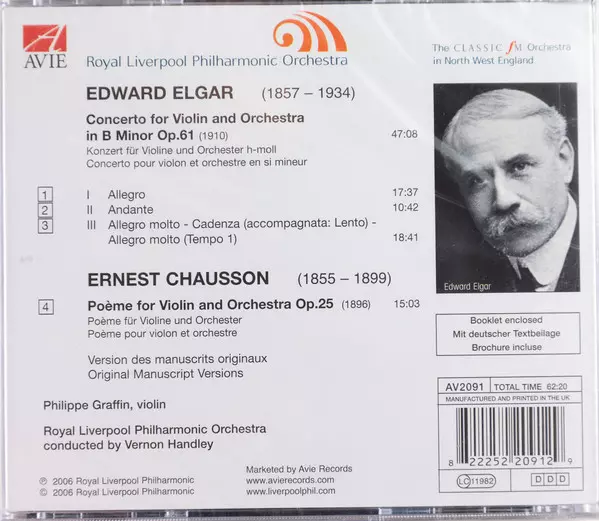 AVIE
Royal Liverpool Philharmonic Orchestra
The CLASSIC fM Orchestra
in North West England
EDWARD ELGAR (1857 – 1934)
Concerto for Violin and Orchestra
in B Minor Op.61 (1910) 47:08
Konzert für Violine und Orchester h-moll
Concerto pour violon et orchestre en si mineur
1 I Allegro 17:37
2 II Andante 10:42
3 III Allegro molto - Cadenza (accompagnata: Lento) -
Allegro molto (Tempo 1) 18:41
Edward Elgar
ERNEST CHAUSSON (1855 – 1899)
4 Poème for Violin and Orchestra Op.25 (1896) 15:03
Poème für Violine und Orchester
Poème pour violon et orchestre
Version des manuscrits originaux
Original Manuscript Versions
Booklet enclosed
Mit deutscher Textbeilage
Brochure incluse
Philippe Graffin, violin
Royal Liverpool Philharmonic Orchestra
conducted by Vernon Handley
AV2091 TOTAL TIME 62:20
MANUFACTURED AND PRINTED IN THE UK
8 22252 20912 9
LC 11982 D D D
℗ 2006 Royal Liverpool Philharmonic
© 2006 Royal Liverpool Philharmonic
Marketed by Avie Records
www.avierecords.com
www.liverpoolphil.com